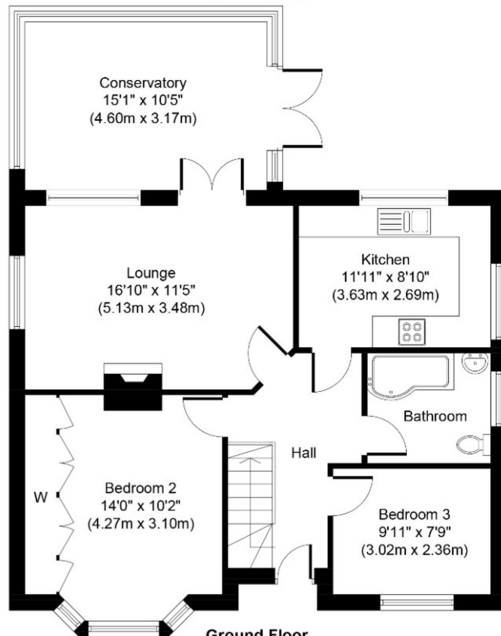 Conservatory
15'1" x 10'5"
(4.60m x 3.17m)
Lounge
16'10" x 11'5"
(5.13m x 3.48m)
Kitchen
11'11" x 8'10"
(3.63m x 2.69m)
Bathroom
Hall
W
Bedroom 2
14'0" x 10'2"
(4.27m x 3.10m)
Bedroom 3
9'11" x 7'9"
(3.02m x 2.36m)
Ground Floor